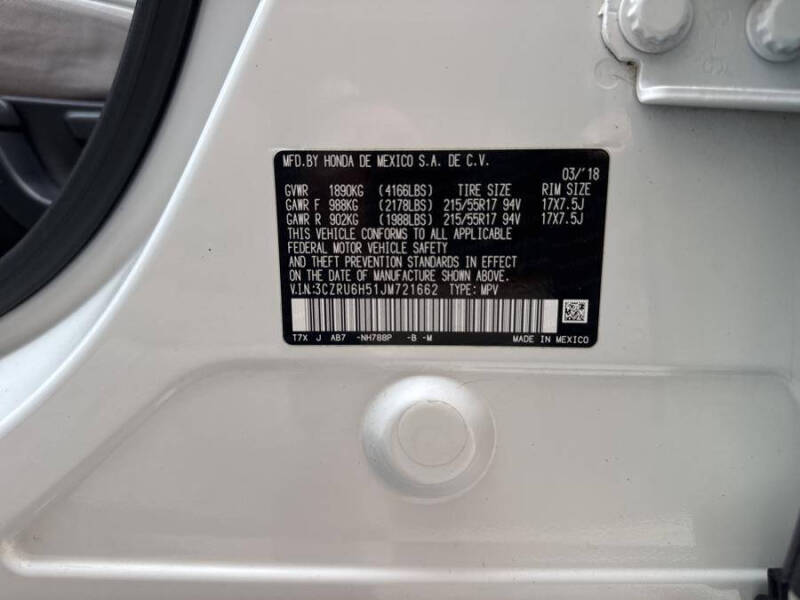 MFD.BY HONDA DE MEXICO S.A. DE C.V.
03/'18
GVWR 1890KG (4166LBS) TIRE SIZE RIM SIZE
GAWR F 988KG (2178LBS) 215/55R17 94V 17X7.5J
GAWR R 902KG (1988LBS) 215/55R17 94V 17X7.5J
THIS VEHICLE CONFORMS TO ALL APPLICABLE
FEDERAL MOTOR VEHICLE SAFETY
AND THEFT PREVENTION STANDARDS IN EFFECT
ON THE DATE OF MANUFACTURE SHOWN ABOVE.
V.I.N:3CZRU6H51JM721662 TYPE: MPV
T7X J AB7 -NH788P -B -M MADE IN MEXICO